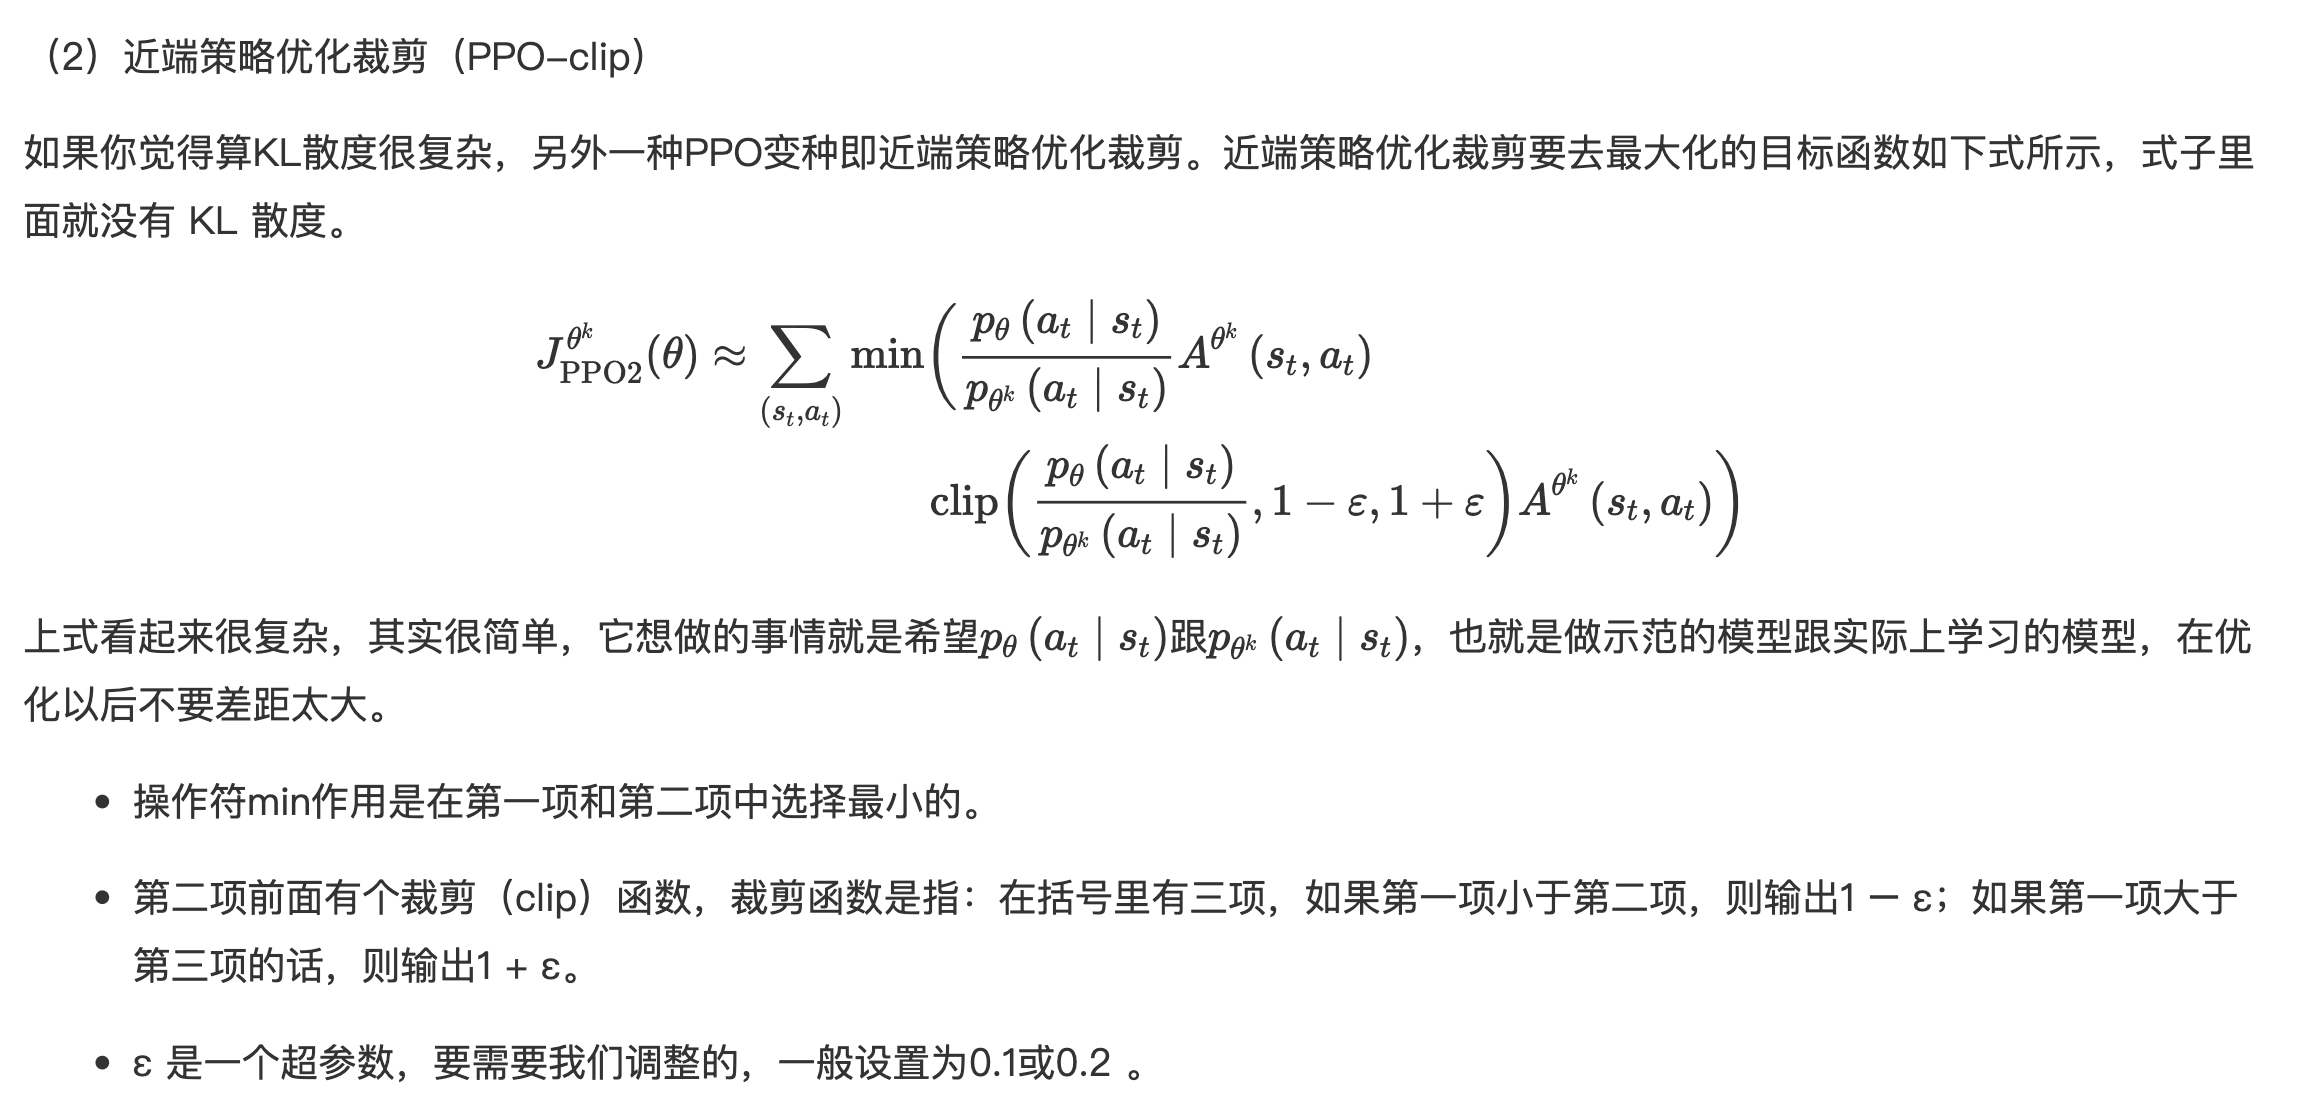 （2）近端策略优化裁剪（PPO-clip）
如果你觉得算KL散度很复杂，另外一种PPO变种即近端策略优化裁剪。近端策略优化裁剪要去最大化的目标函数如下式所示，式子里
面就没有 KL 散度。
$J_{\mathrm{PPO2}}^{\theta^k}(\theta) \approx \sum_{(s_t, a_t)} \min\left(\frac{p_\theta(a_t \mid s_t)}{p_{\theta^k}(a_t \mid s_t)} A^{\theta^k}(s_t, a_t)\right.$
$\left.\mathrm{clip}\left(\frac{p_\theta(a_t \mid s_t)}{p_{\theta^k}(a_t \mid s_t)}, 1-\varepsilon, 1+\varepsilon\right) A^{\theta^k}(s_t, a_t)\right)$
上式看起来很复杂，其实很简单，它想做的事情就是希望$p_\theta(a_t \mid s_t)$跟$p_{\theta^k}(a_t \mid s_t)$，也就是做示范的模型跟实际上学习的模型，在优
化以后不要差距太大。
• 操作符min作用是在第一项和第二项中选择最小的。
• 第二项前面有个裁剪（clip）函数，裁剪函数是指：在括号里有三项，如果第一项小于第二项，则输出1 − ε；如果第一项大于
第三项的话，则输出1 + ε。
• ε 是一个超参数，要需要我们调整的，一般设置为0.1或0.2 。